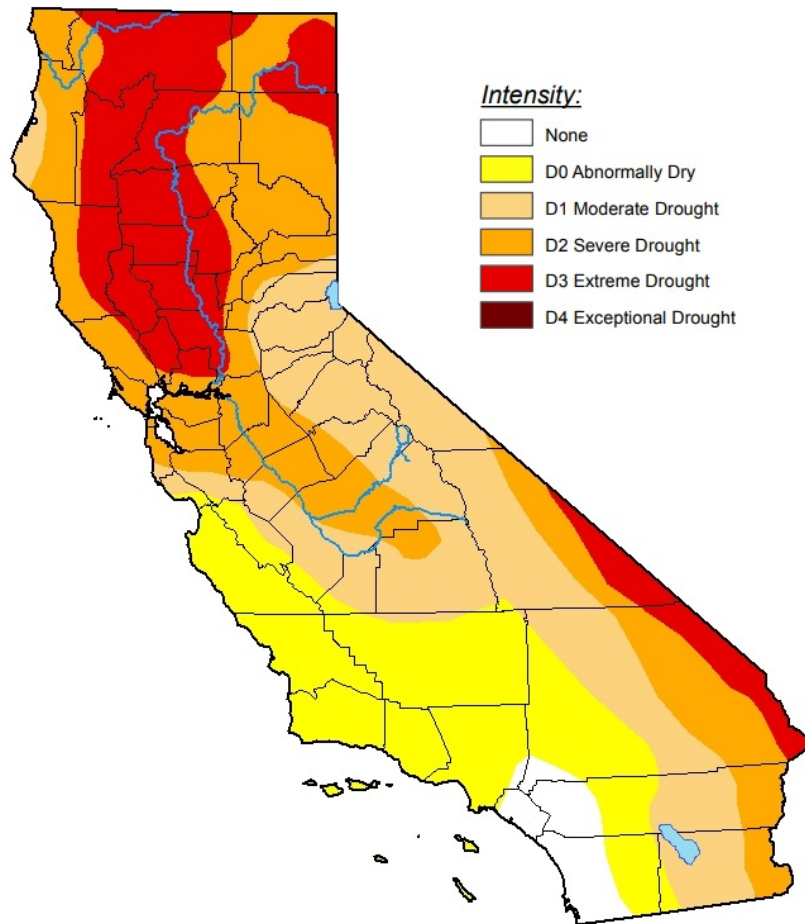 Intensity:
None
D0 Abnormally Dry
D1 Moderate Drought
D2 Severe Drought
D3 Extreme Drought
D4 Exceptional Drought